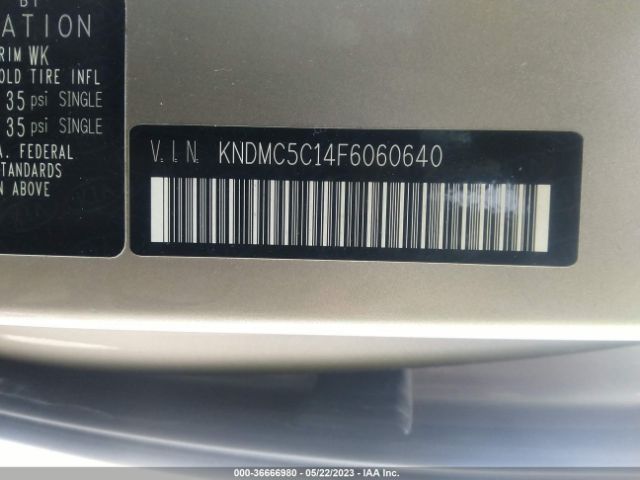 BY
ATION
RIM WK
OLD TIRE INFL
35 psi SINGLE
35 psi SINGLE
A. FEDERAL
STANDARDS
N ABOVE
V.I.N. KNDMC5C14F6060640
000-36666980 - 05/22/2023 - IAA Inc.